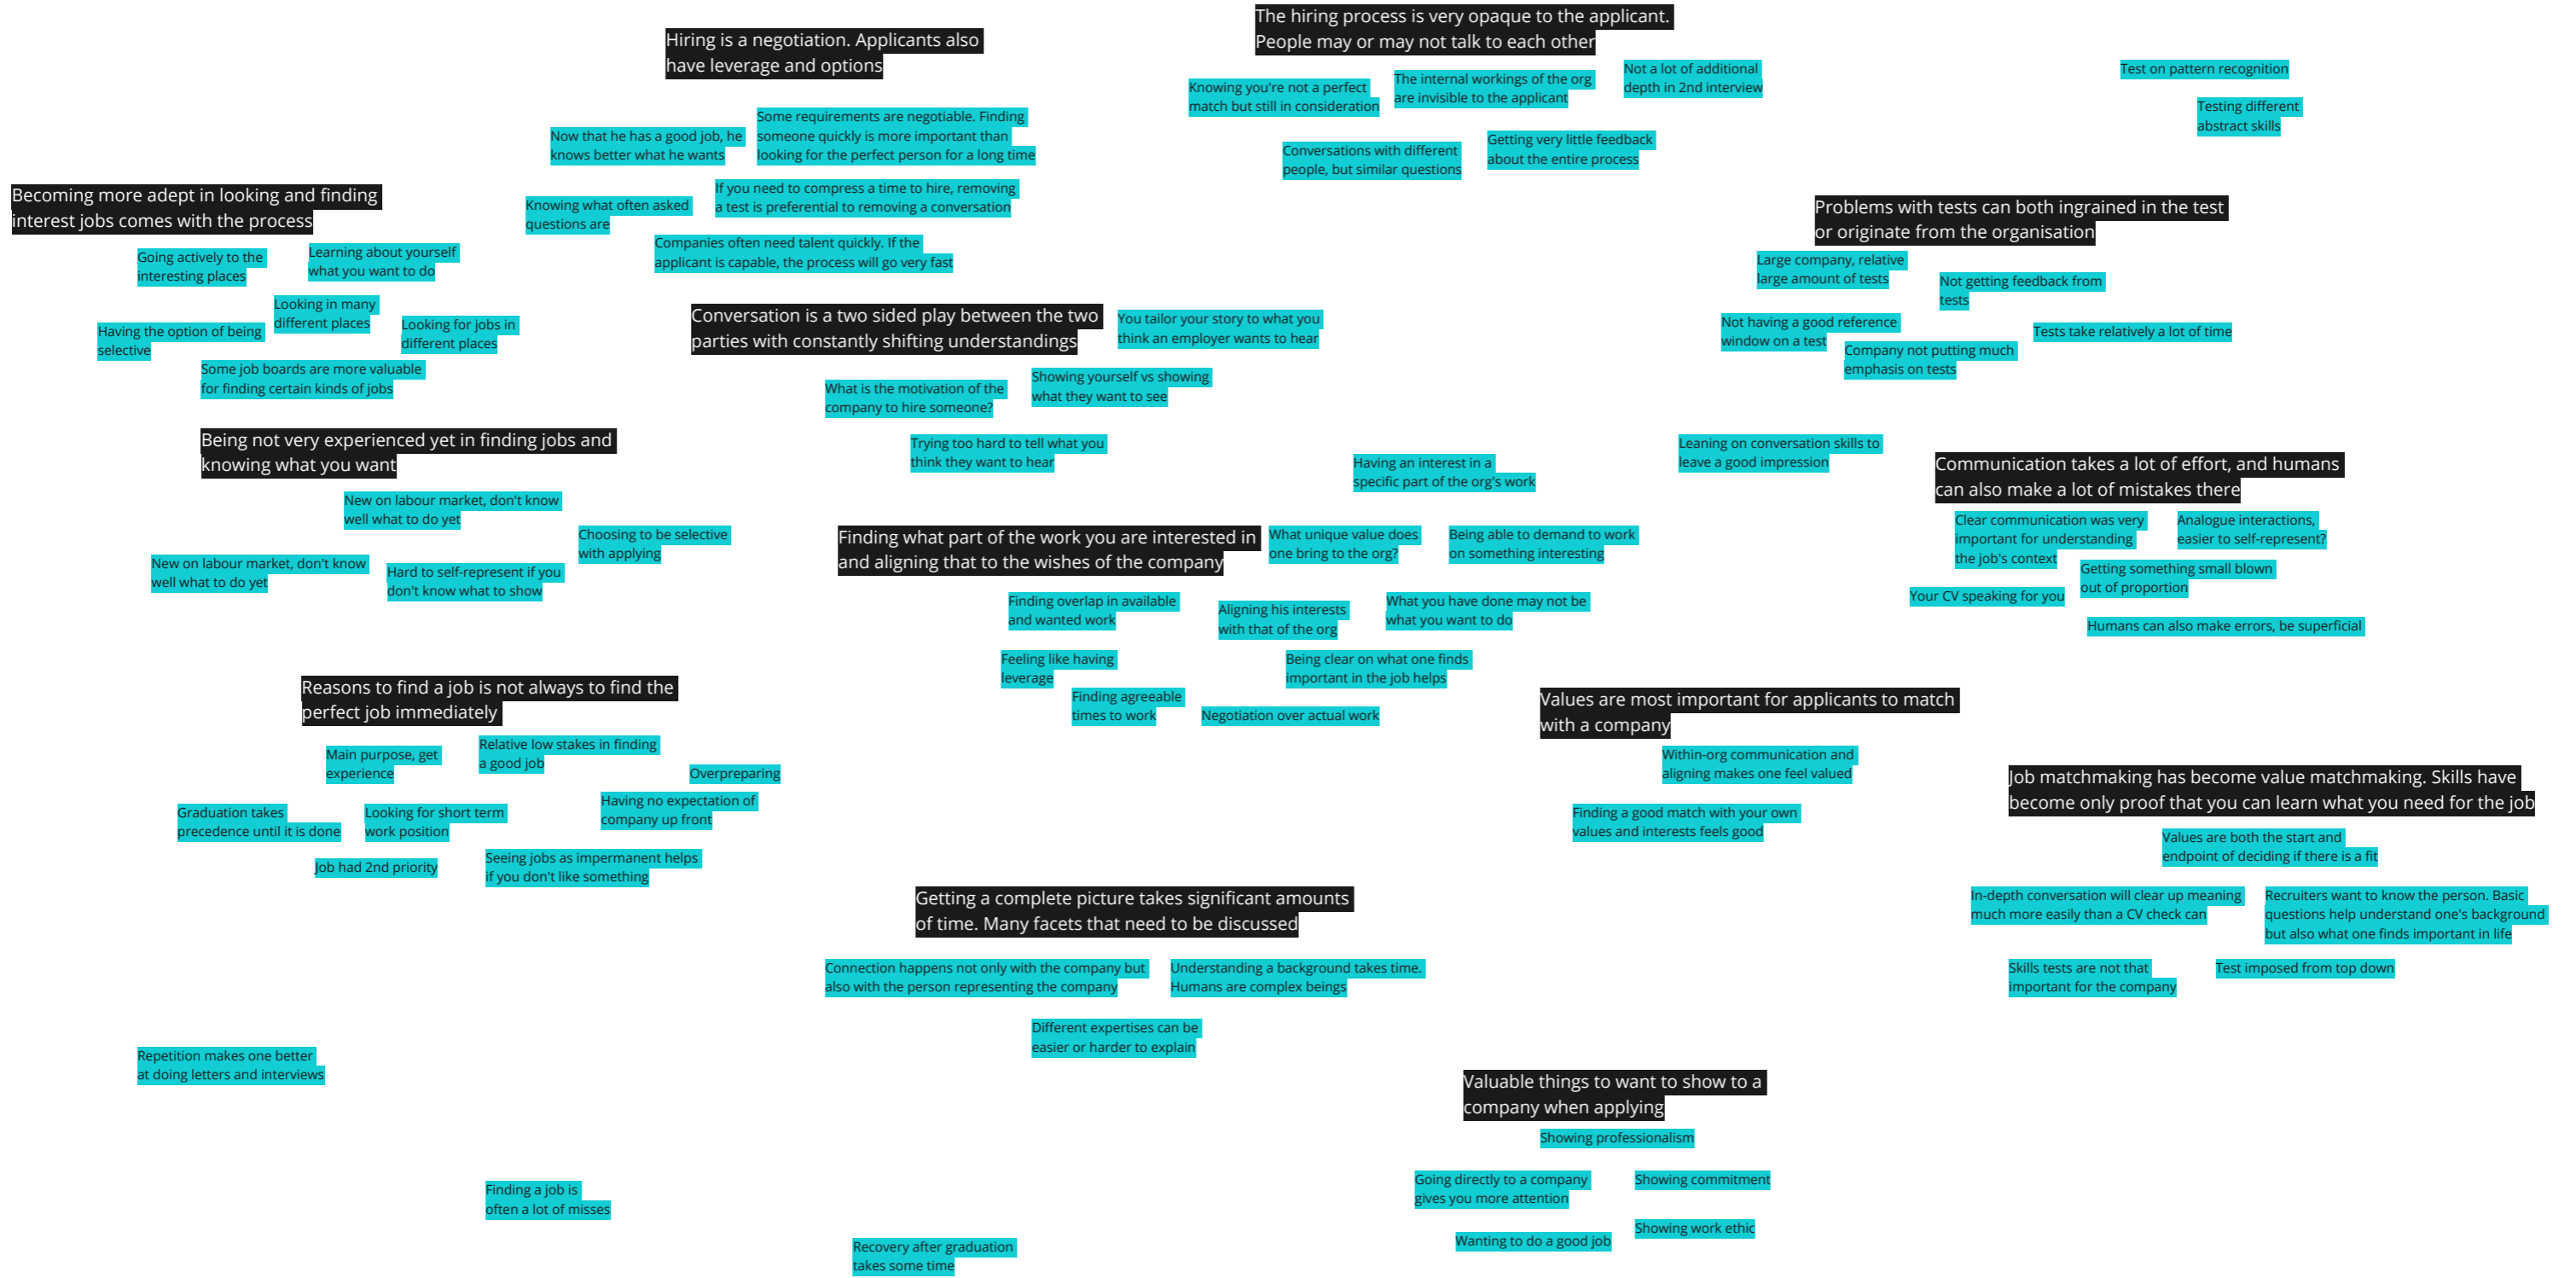 Hiring is a negotiation. Applicants also
have leverage and options
Now that he has a good job, he
knows better what he wants
Some requirements are negotiable. Finding
someone quickly is more important than
looking for the perfect person for a long time
Knowing what often asked
questions are
If you need to compress a time to hire, removing
a test is preferential to removing a conversation
Companies often need talent quickly. If the
applicant is capable, the process will go very fast
The hiring process is very opaque to the applicant.
People may or may not talk to each other
Knowing you're not a perfect
match but still in consideration
The internal workings of the org
are invisible to the applicant
Not a lot of additional
depth in 2nd interview
Conversations with different
people, but similar questions
Getting very little feedback
about the entire process
Test on pattern recognition
Testing different
abstract skills
Becoming more adept in looking and finding
interest jobs comes with the process
Going actively to the
interesting places
Learning about yourself
what you want to do
Looking in many
different places
Having the option of being
selective
Looking for jobs in
different places
Some job boards are more valuable
for finding certain kinds of jobs
Problems with tests can both ingrained in the test
or originate from the organisation
Large company, relative
large amount of tests
Not getting feedback from
tests
Not having a good reference
window on a test
Tests take relatively a lot of time
Company not putting much
emphasis on tests
Conversation is a two sided play between the two
parties with constantly shifting understandings
You tailor your story to what you
think an employer wants to hear
What is the motivation of the
company to hire someone?
Showing yourself vs showing
what they want to see
Trying too hard to tell what you
think they want to hear
Being not very experienced yet in finding jobs and
knowing what you want
New on labour market, don't know
well what to do yet
Choosing to be selective
with applying
New on labour market, don't know
well what to do yet
Hard to self-represent if you
don't know what to show
Having an interest in a
specific part of the org's work
Leaning on conversation skills to
leave a good impression
Communication takes a lot of effort, and humans
can also make a lot of mistakes there
Clear communication was very
important for understanding
the job's context
Analogue interactions,
easier to self-represent?
Getting something small blown
out of proportion
Your CV speaking for you
Humans can also make errors, be superficial
Finding what part of the work you are interested in
and aligning that to the wishes of the company
What unique value does
one bring to the org?
Being able to demand to work
on something interesting
Finding overlap in available
and wanted work
Aligning his interests
with that of the org
What you have done may not be
what you want to do
Feeling like having
leverage
Being clear on what one finds
important in the job helps
Finding agreeable
times to work
Negotiation over actual work
Reasons to find a job is not always to find the
perfect job immediately
Main purpose, get
experience
Relative low stakes in finding
a good job
Overpreparing
Graduation takes
precedence until it is done
Looking for short term
work position
Having no expectation of
company up front
Job had 2nd priority
Seeing jobs as impermanent helps
if you don't like something
Values are most important for applicants to match
with a company
Within-org communication and
aligning makes one feel valued
Finding a good match with your own
values and interests feels good
Job matchmaking has become value matchmaking. Skills have
become only proof that you can learn what you need for the job
Values are both the start and
endpoint of deciding if there is a fit
In-depth conversation will clear up meaning
much more easily than a CV check can
Recruiters want to know the person. Basic
questions help understand one's background
but also what one finds important in life
Skills tests are not that
important for the company
Test imposed from top down
Getting a complete picture takes significant amounts
of time. Many facets that need to be discussed
Connection happens not only with the company but
also with the person representing the company
Understanding a background takes time.
Humans are complex beings
Different expertises can be
easier or harder to explain
Repetition makes one better
at doing letters and interviews
Valuable things to want to show to a
company when applying
Showing professionalism
Going directly to a company
gives you more attention
Showing commitment
Showing work ethic
Wanting to do a good job
Finding a job is
often a lot of misses
Recovery after graduation
takes some time